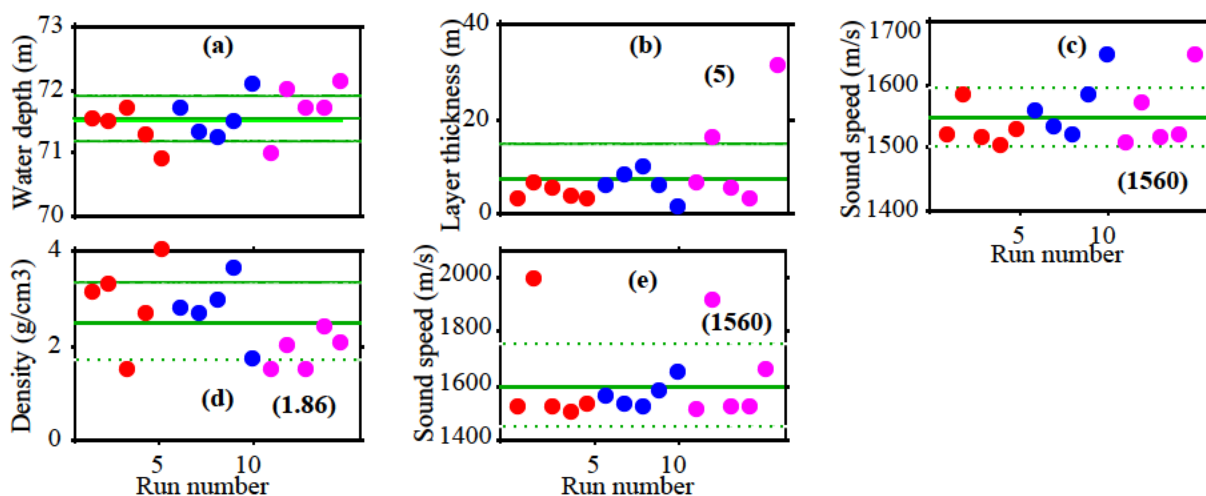 Water depth (m)
73
72
71
70
(a)
Layer thickness (m)
40
20
0
(b)
(5)
Sound speed (m/s)
1700
1600
1500
1400
(c)
(1560)
5
10
Run number
Density (g/cm3)
4
2
0
(d)
(1.86)
5
10
Run number
Sound speed (m/s)
2000
1800
1600
1400
(e)
(1560)
5
10
Run number